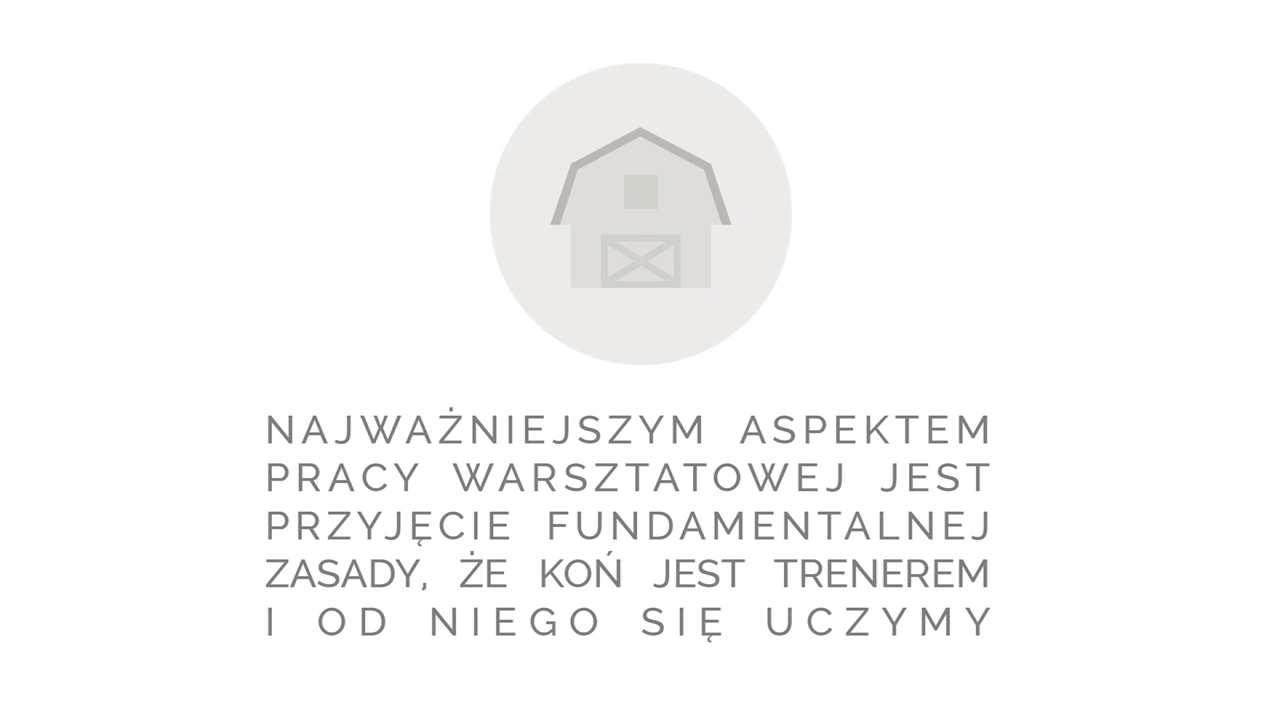 NAJWAŻNIEJSZYM ASPEKTEM
PRACY WARSZTATOWEJ JEST
PRZYJĘCIE FUNDAMENTALNEJ
ZASADY, ŻE KOŃ JEST TRENEREM
I OD NIEGO SIĘ UCZYMY